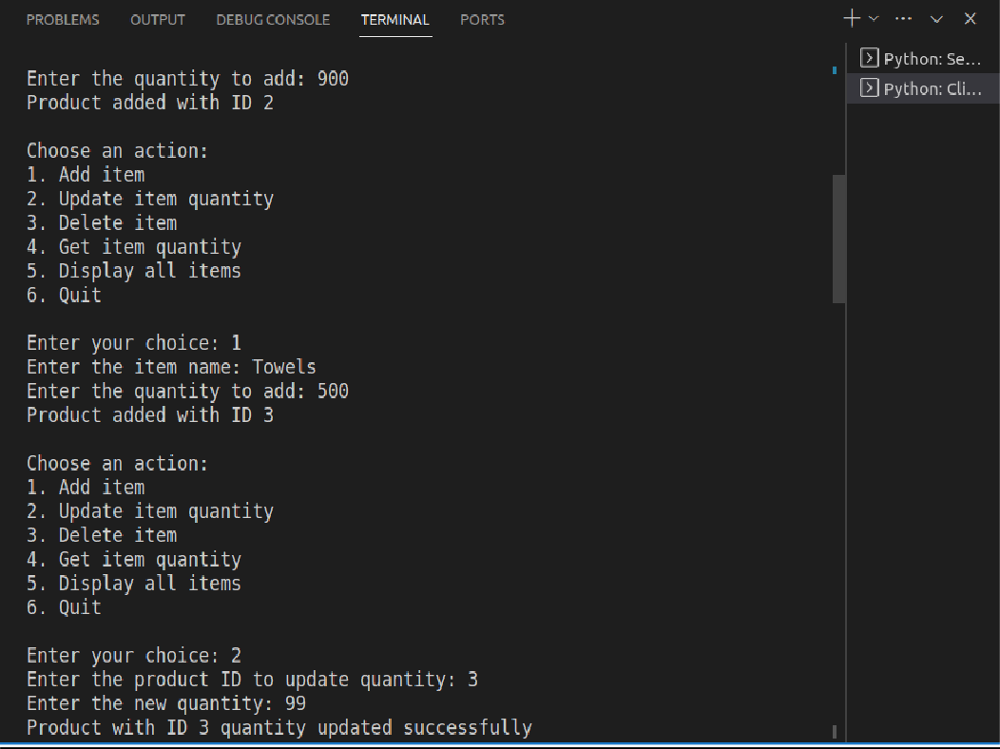 PROBLEMS OUTPUT DEBUG CONSOLE TERMINAL PORTS
Python: Se...
Python: Cli...
Enter the quantity to add: 900
Product added with ID 2
Choose an action:
1. Add item
2. Update item quantity
3. Delete item
4. Get item quantity
5. Display all items
6. Quit
Enter your choice: 1
Enter the item name: Towels
Enter the quantity to add: 500
Product added with ID 3
Choose an action:
1. Add item
2. Update item quantity
3. Delete item
4. Get item quantity
5. Display all items
6. Quit
Enter your choice: 2
Enter the product ID to update quantity: 3
Enter the new quantity: 99
Product with ID 3 quantity updated successfully